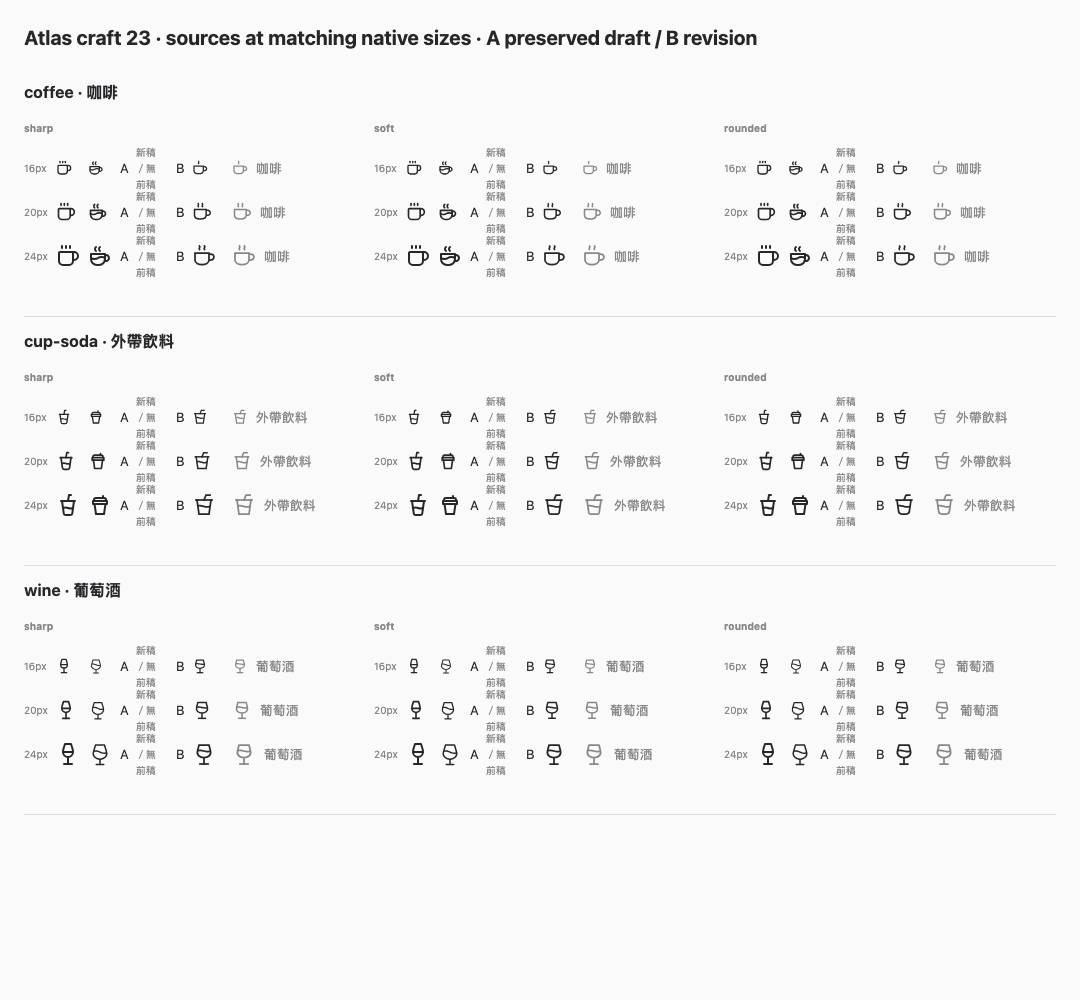 Atlas craft 23 · sources at matching native sizes · A preserved draft / B revision
coffee · 咖啡
sharp
soft
rounded
16px A 新稿 / 無前稿 B 咖啡
16px A 新稿 / 無前稿 B 咖啡
16px A 新稿 / 無前稿 B 咖啡
20px A 新稿 / 無前稿 B 咖啡
20px A 新稿 / 無前稿 B 咖啡
20px A 新稿 / 無前稿 B 咖啡
24px A 新稿 / 無前稿 B 咖啡
24px A 新稿 / 無前稿 B 咖啡
24px A 新稿 / 無前稿 B 咖啡
cup-soda · 外帶飲料
sharp
soft
rounded
16px A 新稿 / 無前稿 B 外帶飲料
16px A 新稿 / 無前稿 B 外帶飲料
16px A 新稿 / 無前稿 B 外帶飲料
20px A 新稿 / 無前稿 B 外帶飲料
20px A 新稿 / 無前稿 B 外帶飲料
20px A 新稿 / 無前稿 B 外帶飲料
24px A 新稿 / 無前稿 B 外帶飲料
24px A 新稿 / 無前稿 B 外帶飲料
24px A 新稿 / 無前稿 B 外帶飲料
wine · 葡萄酒
sharp
soft
rounded
16px A 新稿 / 無前稿 B 葡萄酒
16px A 新稿 / 無前稿 B 葡萄酒
16px A 新稿 / 無前稿 B 葡萄酒
20px A 新稿 / 無前稿 B 葡萄酒
20px A 新稿 / 無前稿 B 葡萄酒
20px A 新稿 / 無前稿 B 葡萄酒
24px A 新稿 / 無前稿 B 葡萄酒
24px A 新稿 / 無前稿 B 葡萄酒
24px A 新稿 / 無前稿 B 葡萄酒